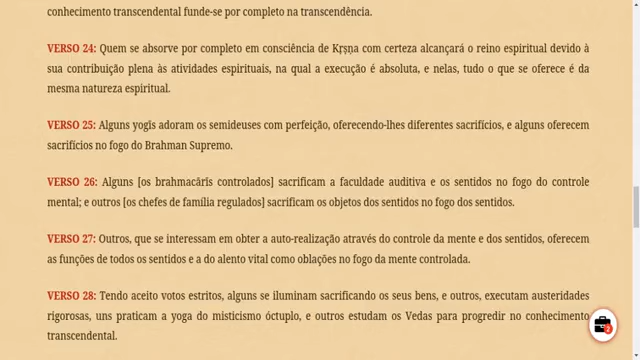 conhecimento transcendental funde-se por completo na transcendência.
VERSO 24: Quem se absorve por completo em consciência de Kṛṣṇa com certeza alcançará o reino espiritual devido à
sua contribuição plena às atividades espirituais, na qual a execução é absoluta, e nelas, tudo o que se oferece é da
mesma natureza espiritual.
VERSO 25: Alguns yogīs adoram os semideuses com perfeição, oferecendo-lhes diferentes sacrifícios, e alguns oferecem
sacrifícios no fogo do Brahman Supremo.
VERSO 26: Alguns [os brahmacārīs controlados] sacrificam a faculdade auditiva e os sentidos no fogo do controle
mental; e outros [os chefes de família regulados] sacrificam os objetos dos sentidos no fogo dos sentidos.
VERSO 27: Outros, que se interessam em obter a auto-realização através do controle da mente e dos sentidos, oferecem
as funções de todos os sentidos e a do alento vital como oblações no fogo da mente controlada.
VERSO 28: Tendo aceito votos estritos, alguns se iluminam sacrificando os seus bens, e outros, executam austeridades
rigorosas, uns praticam a yoga do misticismo óctuplo, e outros estudam os Vedas para progredir no conhecimento
transcendental.